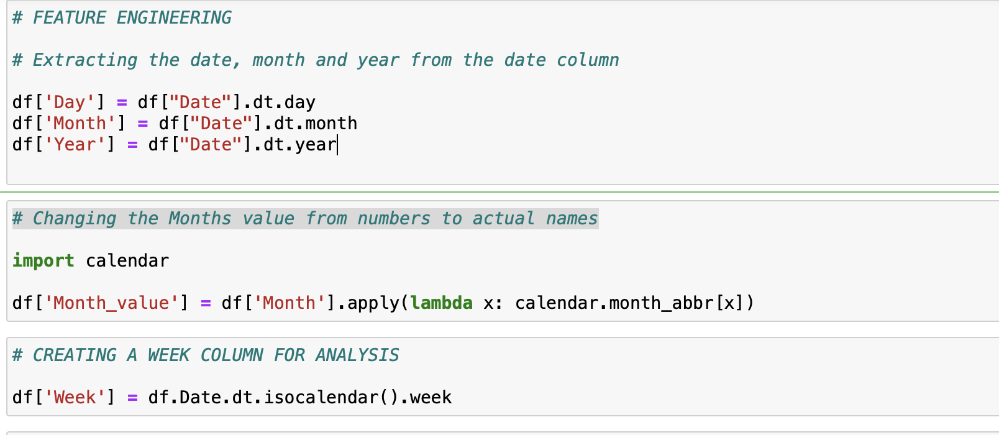 # FEATURE ENGINEERING
# Extracting the date, month and year from the date column
df['Day'] = df["Date"].dt.day
df['Month'] = df["Date"].dt.month
df['Year'] = df["Date"].dt.year
# Changing the Months value from numbers to actual names
import calendar
df['Month_value'] = df['Month'].apply(lambda x: calendar.month_abbr[x])
# CREATING A WEEK COLUMN FOR ANALYSIS
df['Week'] = df.Date.dt.isocalendar().week